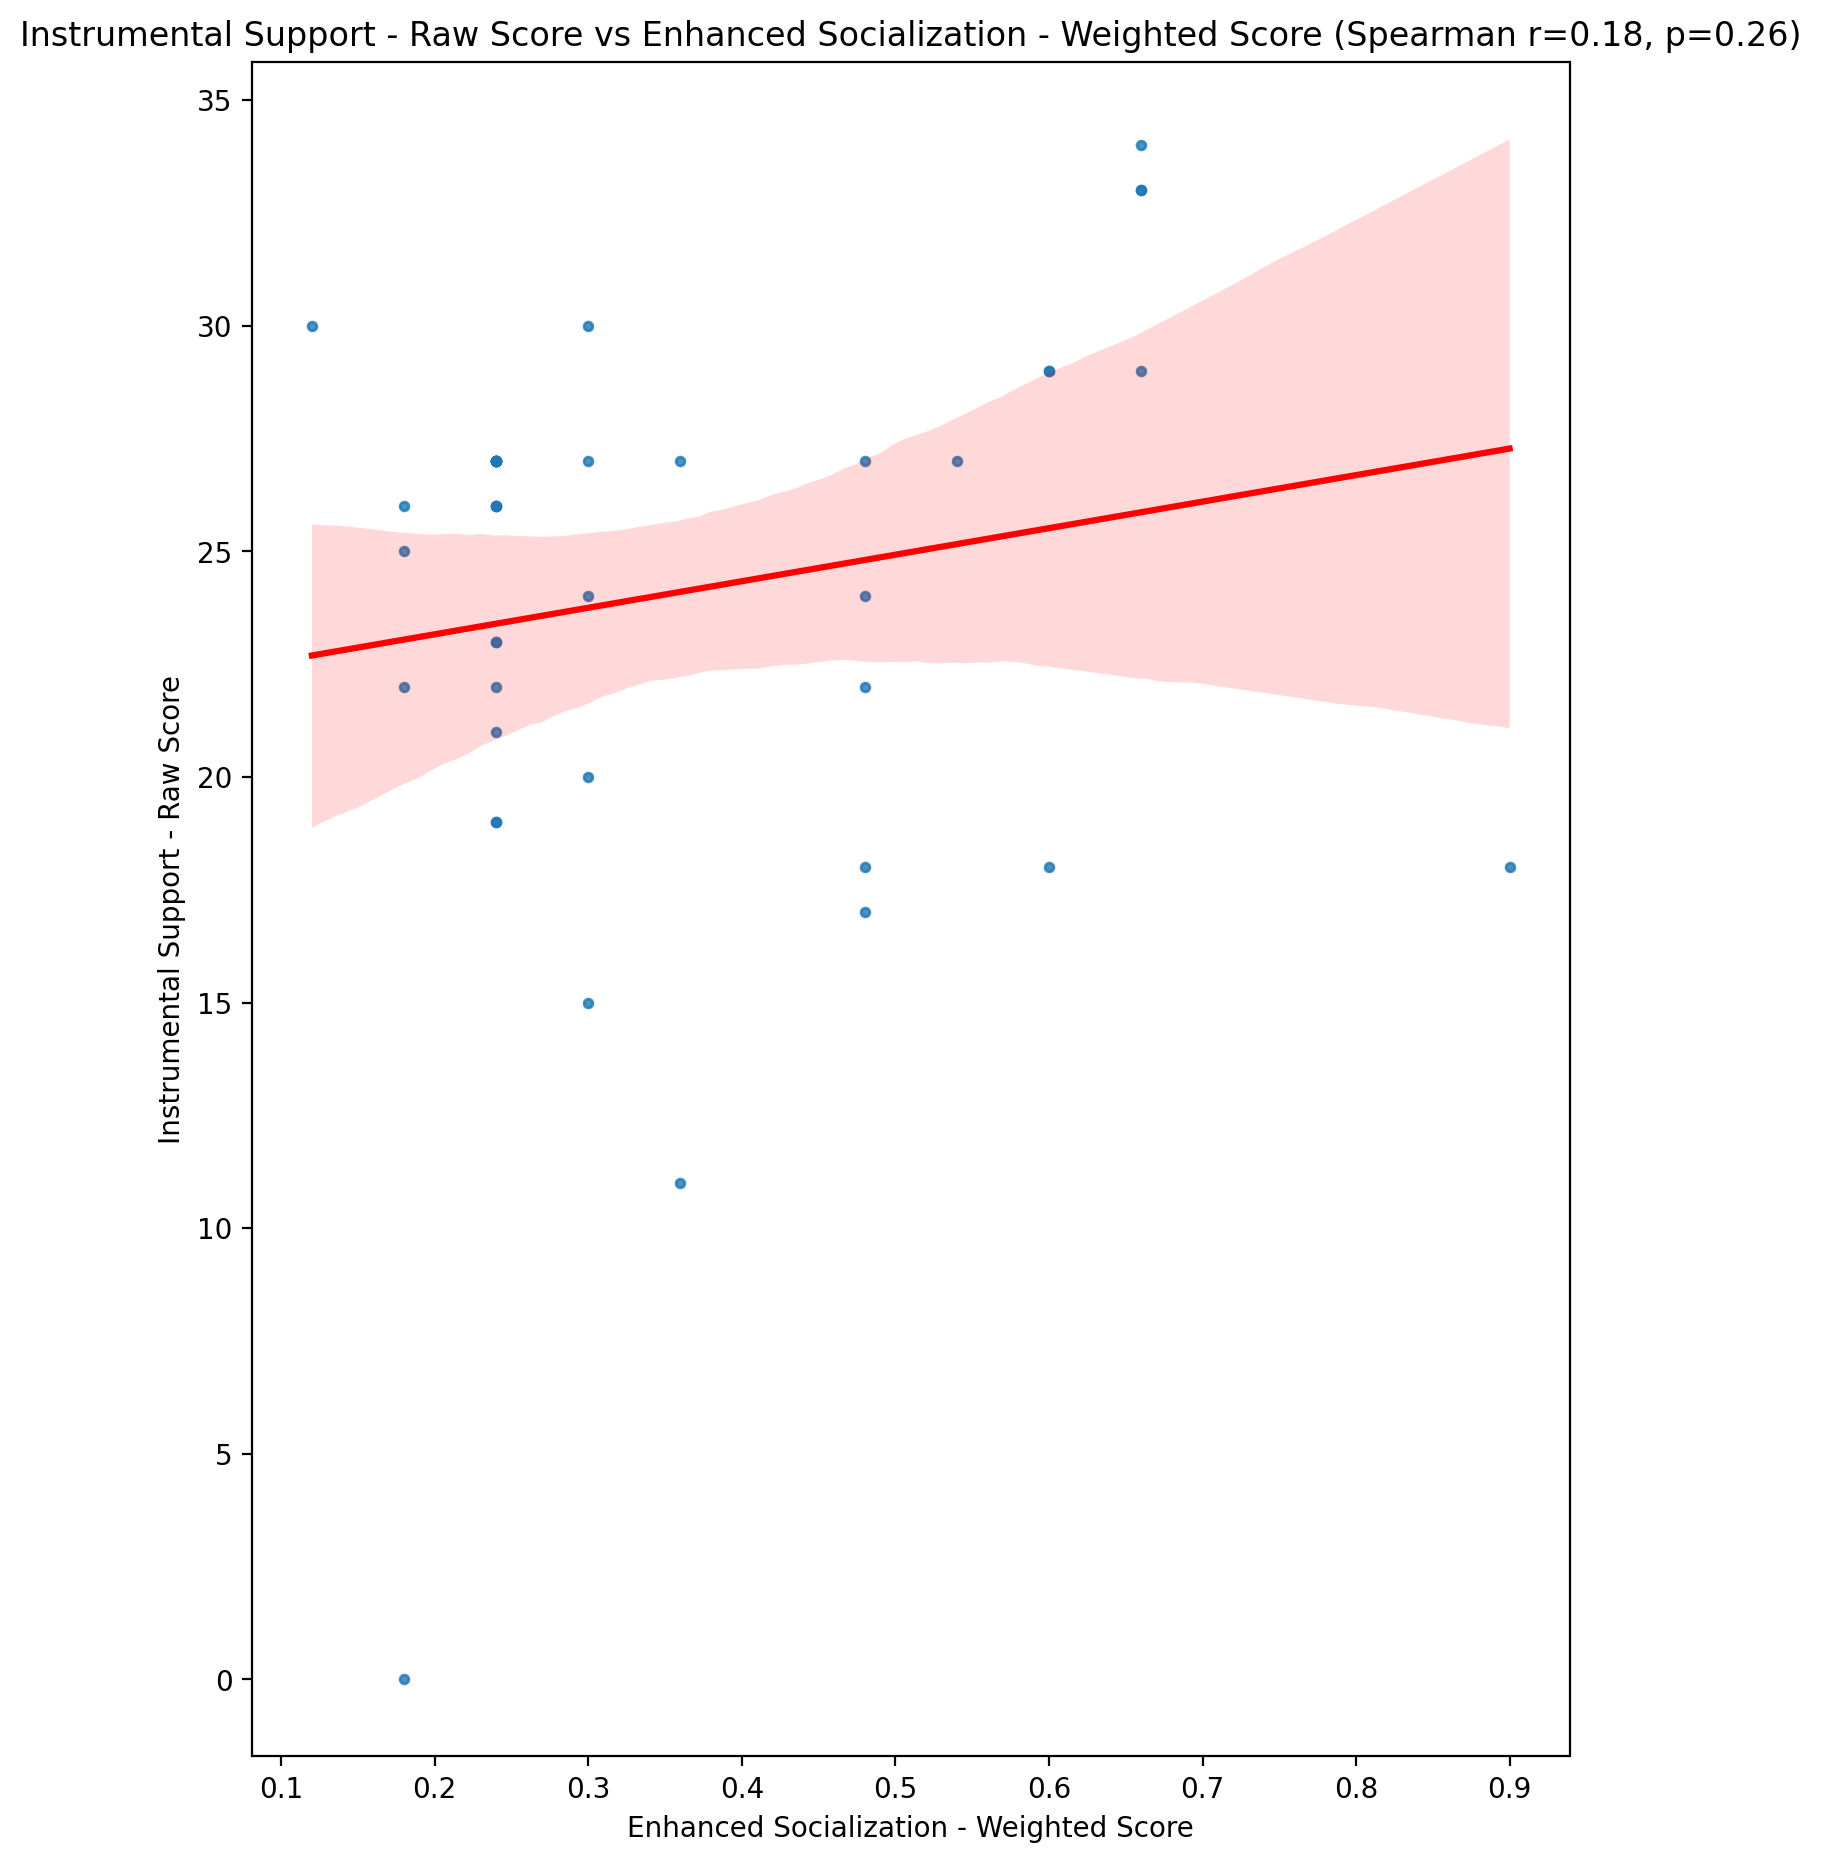 Instrumental Support - Raw Score vs Enhanced Socialization - Weighted Score (Spearman r=0.18, p=0.26)
35
30
25
20
15
10
5
0
Instrumental Support - Raw Score
0.1 0.2 0.3 0.4 0.5 0.6 0.7 0.8 0.9
Enhanced Socialization - Weighted Score